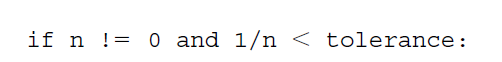 if n != 0 and 1/n < tolerance: